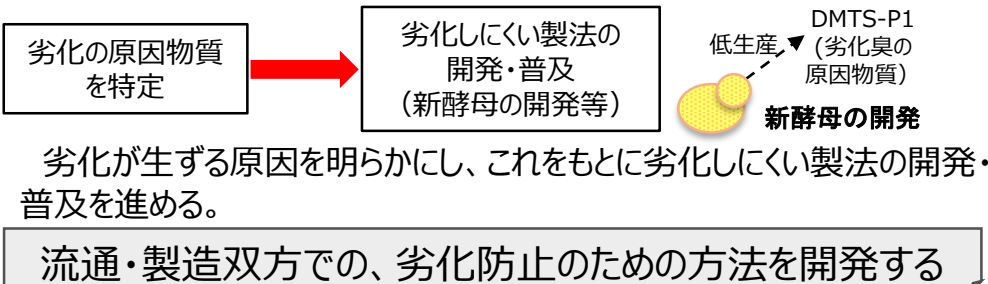 劣化の原因物質
を特定
劣化しにくい製法の
開発・普及
（新酵母の開発等）
低生産
DMTS-P1
(劣化臭の
原因物質）
新酵母の開発
劣化が生ずる原因を明らかにし、これをもとに劣化しにくい製法の開発・
普及を進める。
流通・製造双方での、劣化防止のための方法を開発する